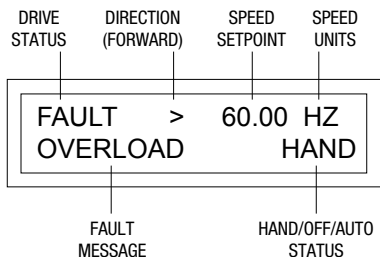 DRIVE STATUS
DIRECTION (FORWARD)
SPEED SETPOINT
SPEED UNITS
FAULT > 60.00 HZ
OVERLOAD HAND
FAULT MESSAGE
HAND/OFF/AUTO STATUS